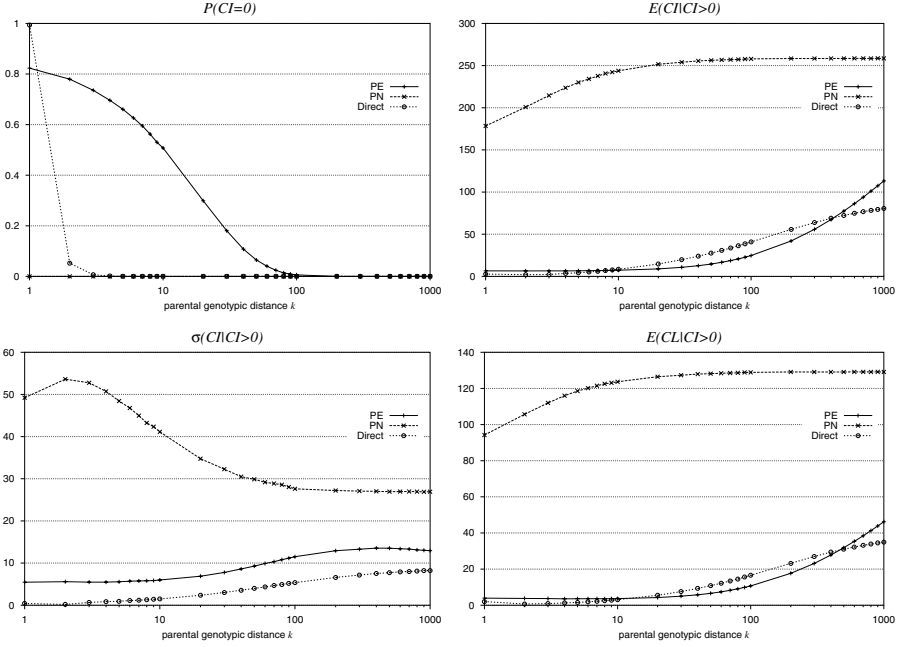 P(CI=0)
1
0.8
0.6
0.4
0.2
0
PE
PN
Direct
1
10
100
1000
parental genotypic distance k
E(CI|CI>0)
300
250
200
150
100
50
0
PE
PN
Direct
1
10
100
1000
parental genotypic distance k
σ(CI|CI>0)
60
50
40
30
20
10
0
PE
PN
Direct
1
10
100
1000
parental genotypic distance k
E(CL|CI>0)
140
120
100
80
60
40
20
0
PE
PN
Direct
1
10
100
1000
parental genotypic distance k